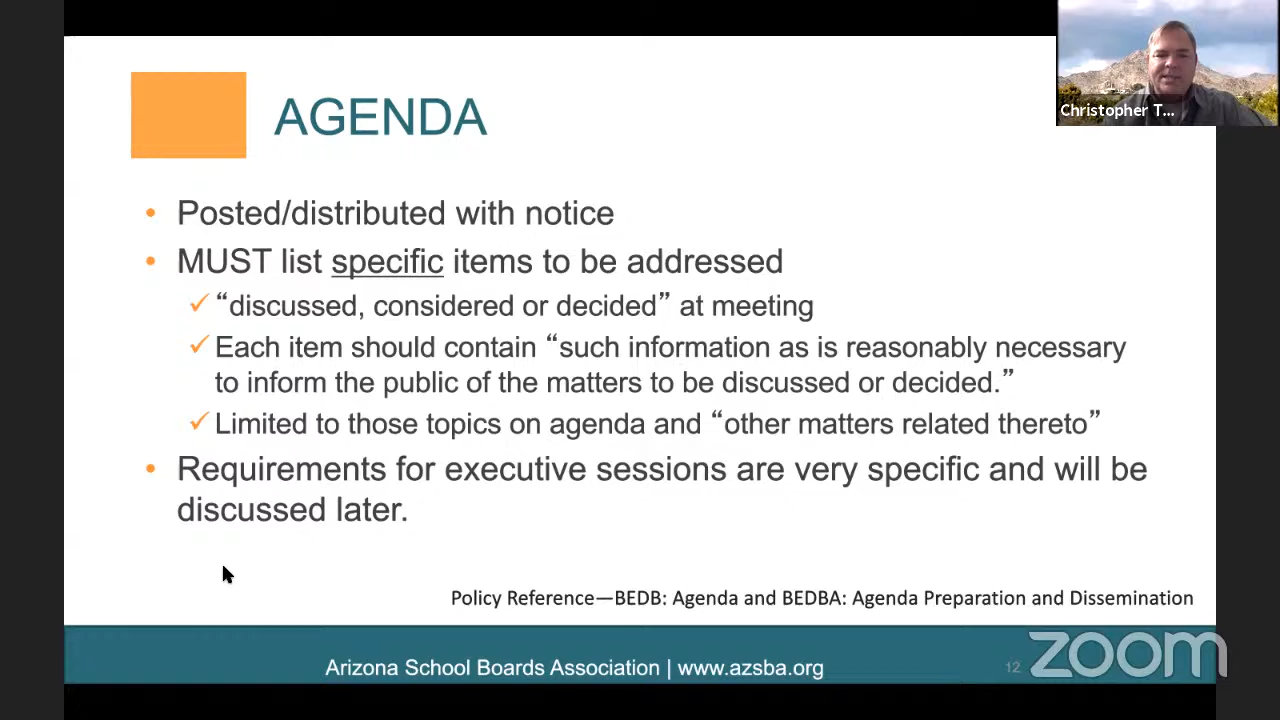 AGENDA
Christopher T...
• Posted/distributed with notice
• MUST list specific items to be addressed
✓ “discussed, considered or decided” at meeting
✓ Each item should contain “such information as is reasonably necessary
to inform the public of the matters to be discussed or decided.”
✓ Limited to those topics on agenda and “other matters related thereto”
• Requirements for executive sessions are very specific and will be
discussed later.
Policy Reference—BEDB: Agenda and BEDBA: Agenda Preparation and Dissemination
Arizona School Boards Association | www.azsba.org
12
zoom